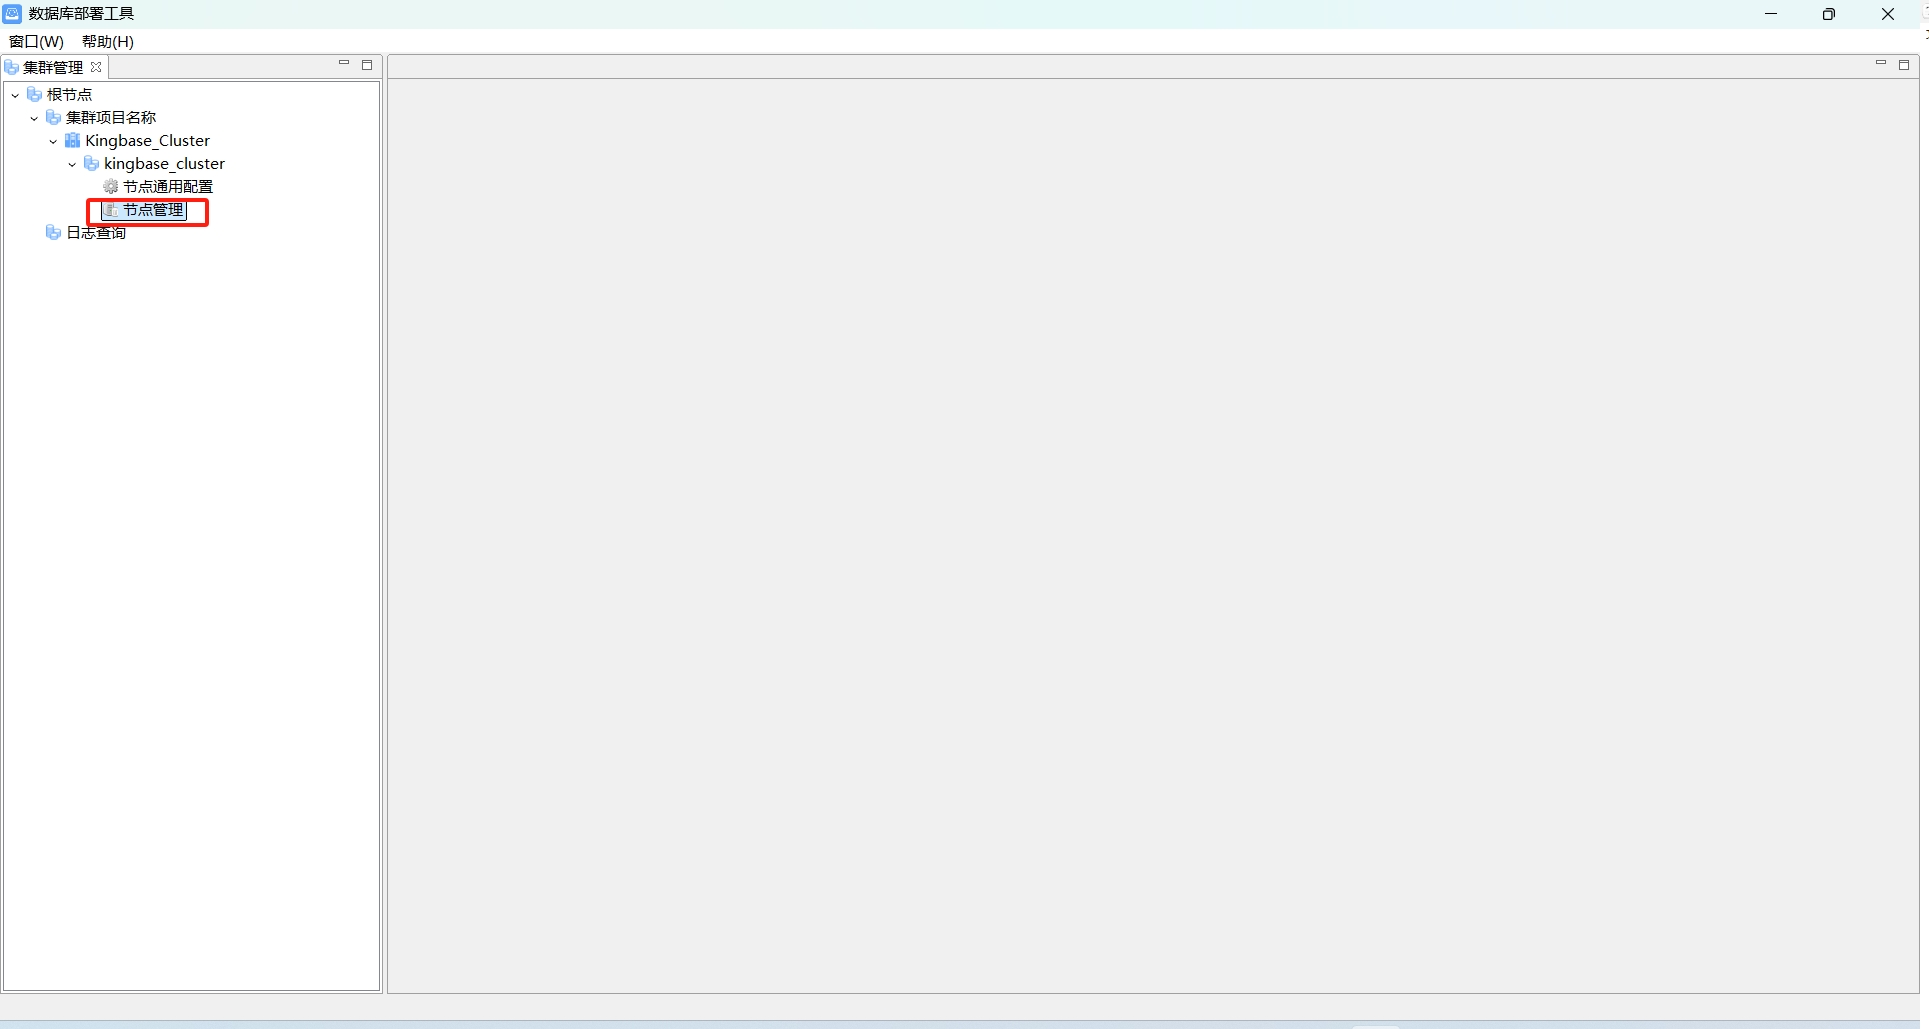 数据库部署工具
窗口(W) 帮助(H)
集群管理
根节点
集群项目名称
Kingbase_Cluster
kingbase_cluster
节点通用配置
节点管理
日志查询